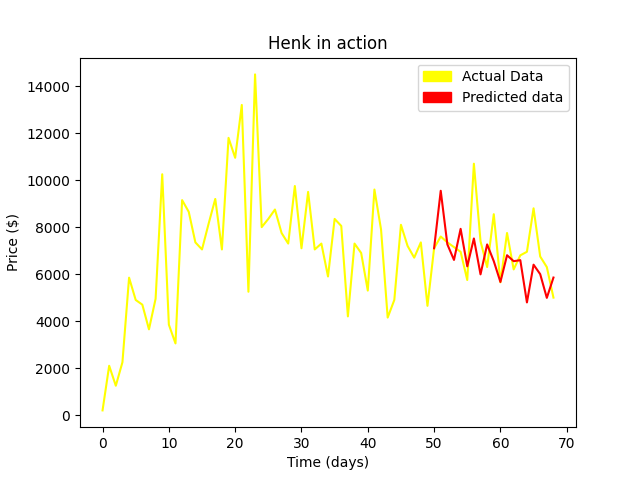 Henk in action
Actual Data
Predicted data
Price ($)
14000
12000
10000
8000
6000
4000
2000
0
0 10 20 30 40 50 60 70
Time (days)